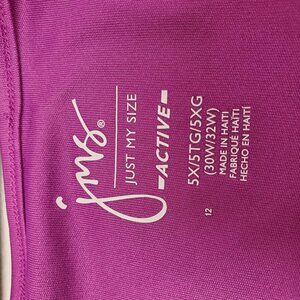 jms®
JUST MY SIZE
ACTIVE
5X/5TG/5XG
(30W/32W)
MADE IN HAITI
FABRIQUÉ HAÏTI
HECHO EN HAITÍ
12